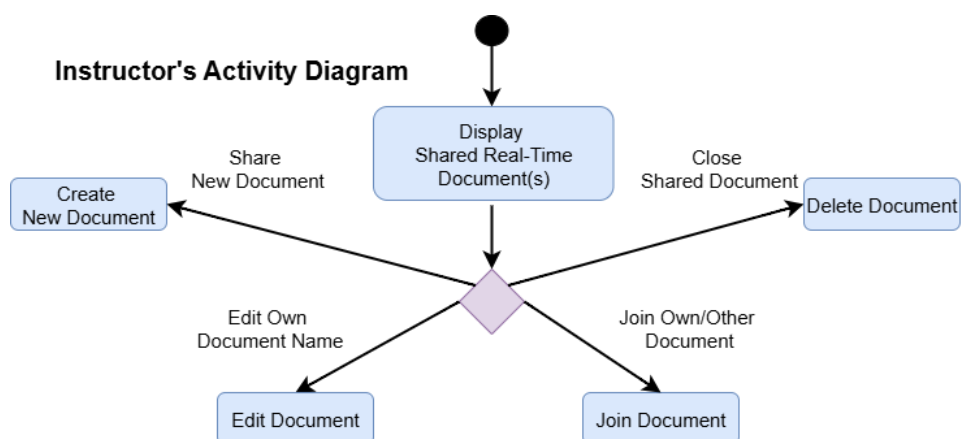 Instructor's Activity Diagram
Display
Shared Real-Time
Document(s)
Share
New Document
Close
Shared Document
Create
New Document
Delete Document
Edit Own
Document Name
Join Own/Other
Document
Edit Document
Join Document